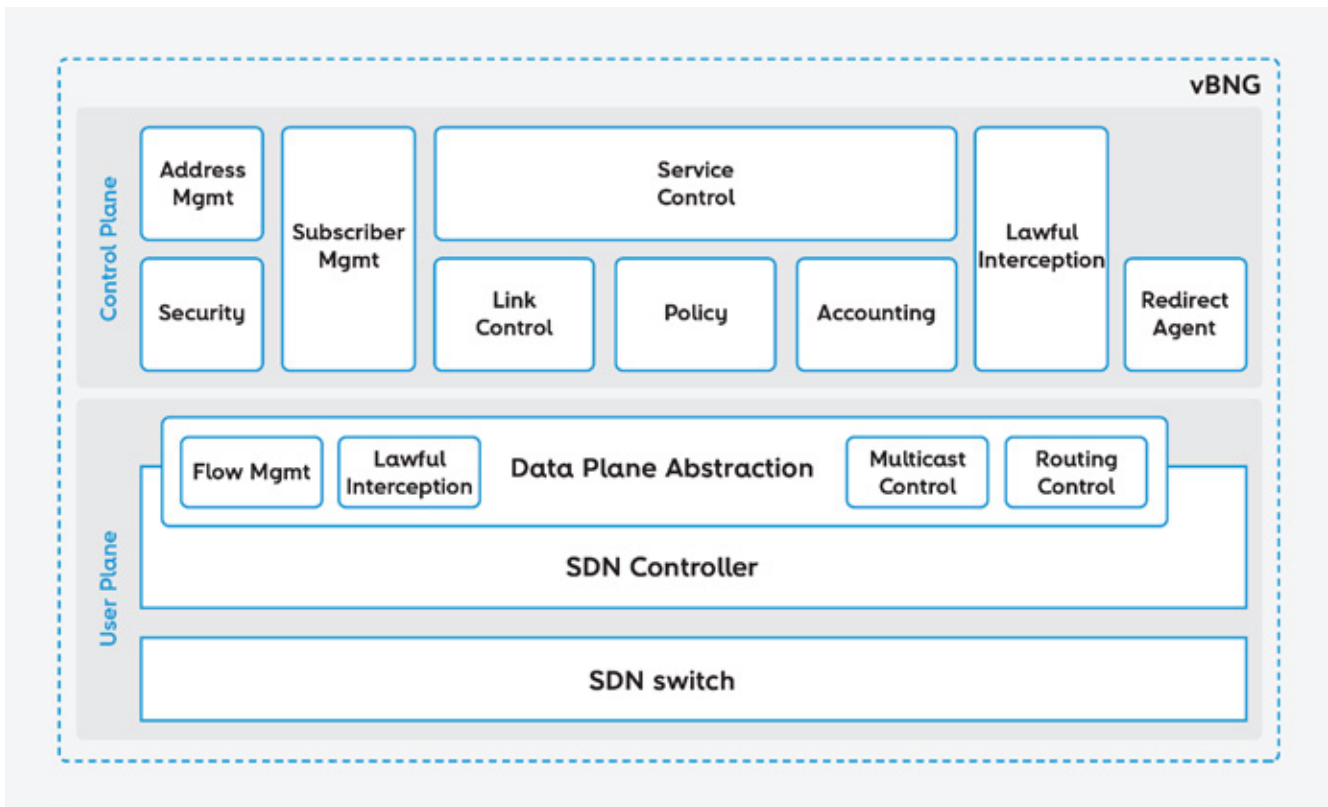 vBNG
Control Plane
Address
Mgmt
Subscriber
Mgmt
Service
Control
Lawful
Interception
Security
Link
Control
Policy
Accounting
Redirect
Agent
User Plane
Flow Mgmt
Lawful
Interception
Data Plane Abstraction
Multicast
Control
Routing
Control
SDN Controller
SDN switch